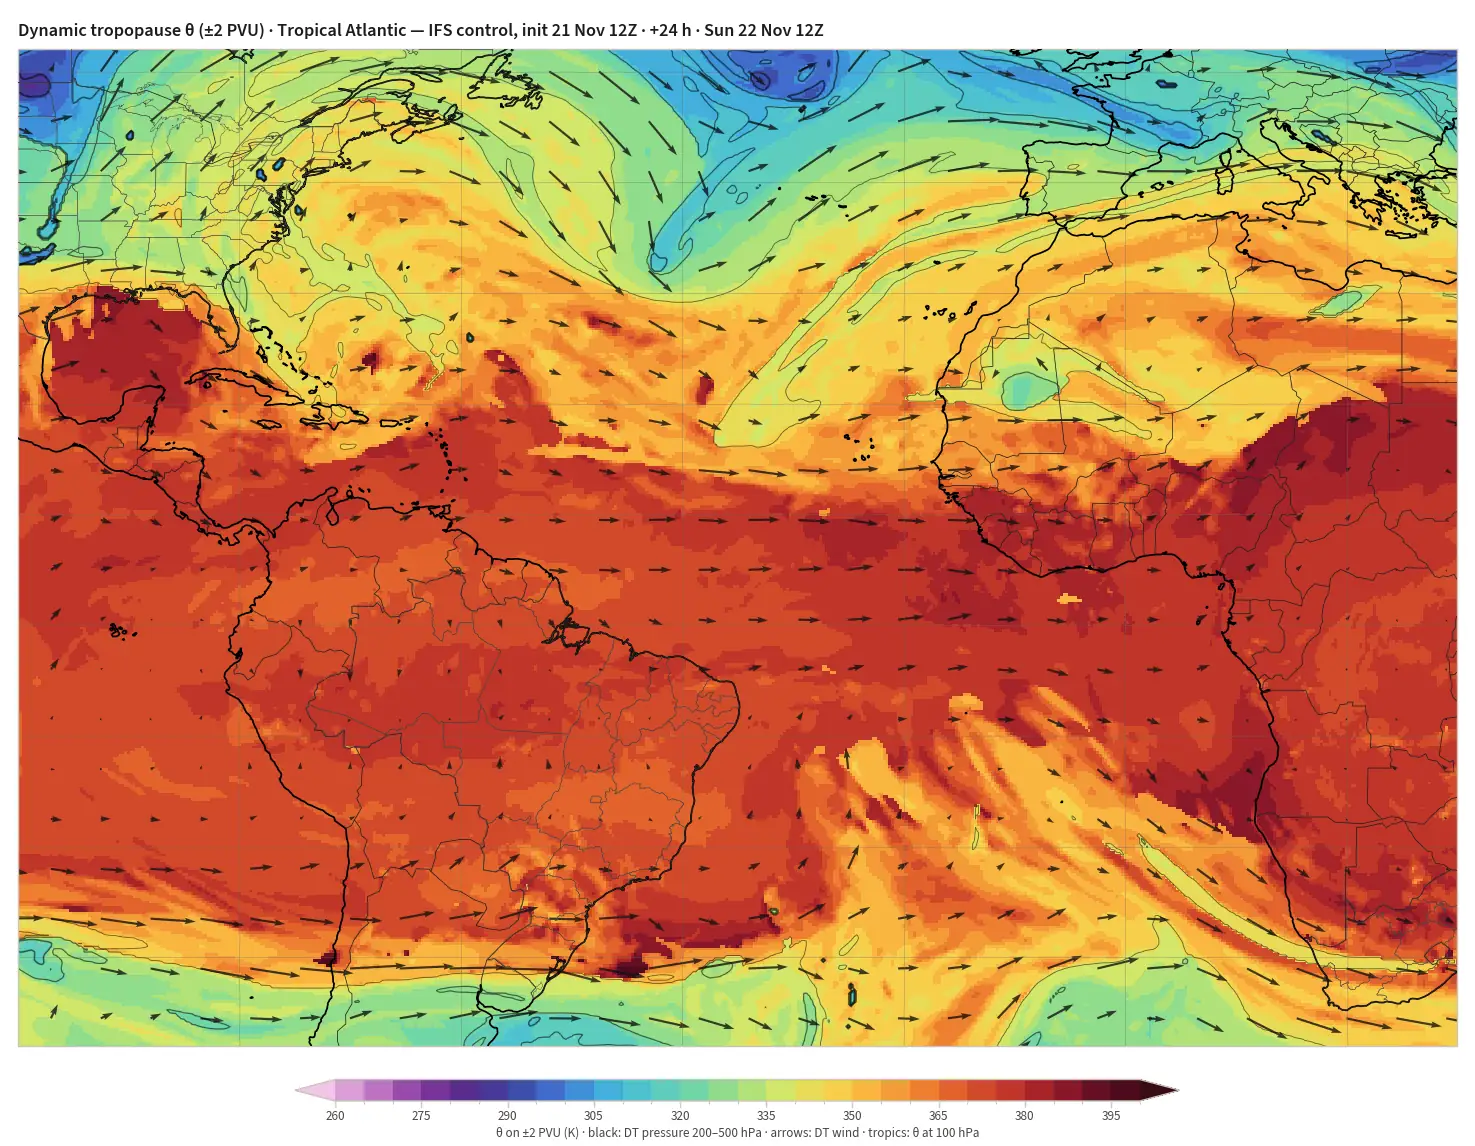 Dynamic tropopause θ (±2 PVU) · Tropical Atlantic — IFS control, init 21 Nov 12Z · +24 h · Sun 22 Nov 12Z
260 275 290 305 320 335 350 365 380 395
θ on ±2 PVU (K) · black: DT pressure 200–500 hPa · arrows: DT wind · tropics: θ at 100 hPa